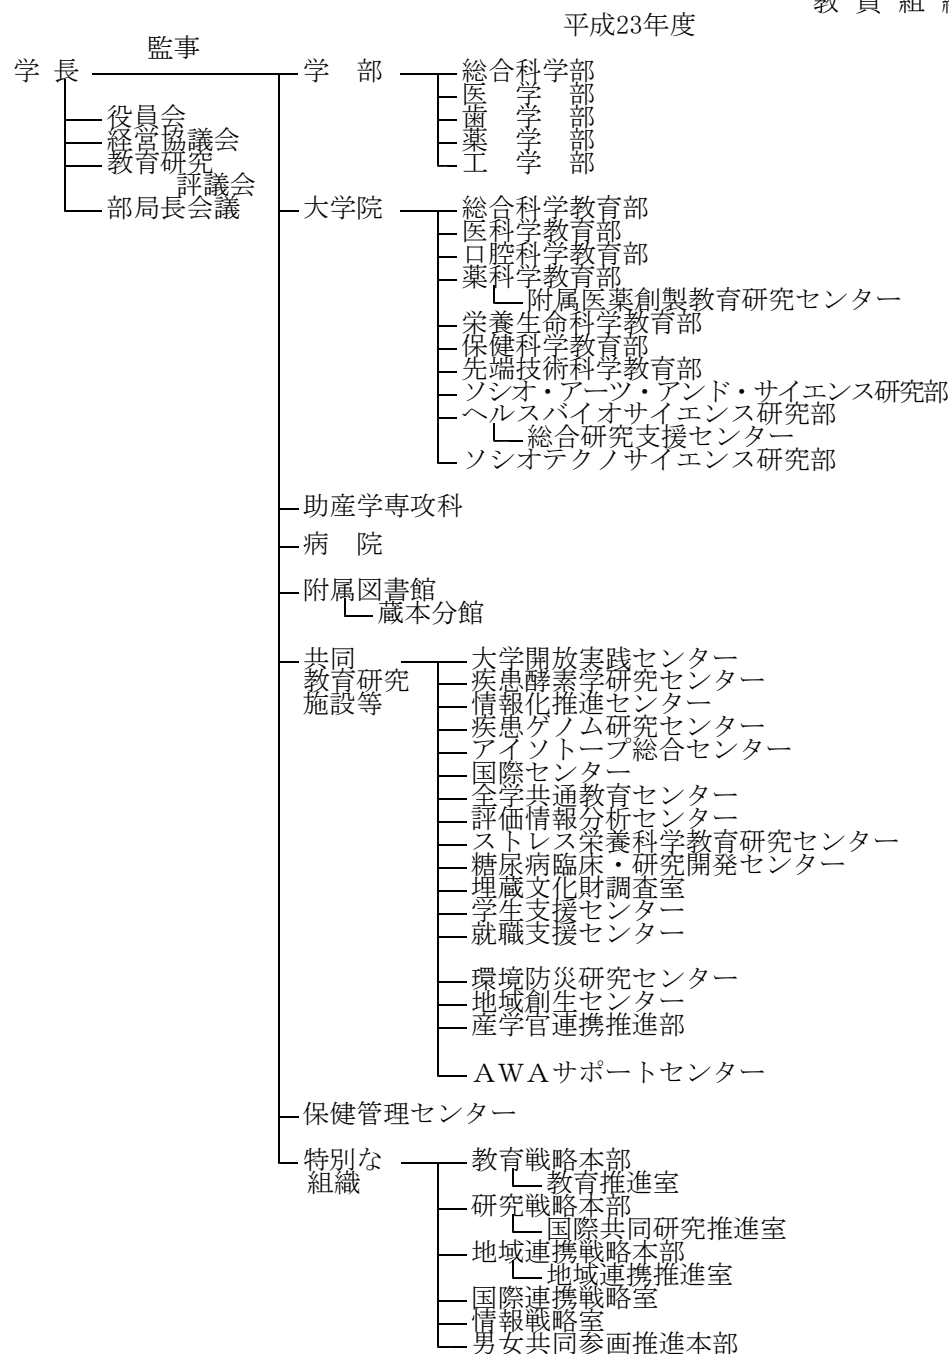 教 員 組
平成23年度
監事
学 長
役員会
経営協議会
教育研究
評議会
部局長会議
学 部
総合科学部
医 学 部
歯 学 部
薬 学 部
工 学 部
大学院
総合科学教育部
医科学教育部
口腔科学教育部
薬科学教育部
附属医薬創製教育研究センター
栄養生命科学教育部
保健科学教育部
先端技術科学教育部
ソシオ・アーツ・アンド・サイエンス研究部
ヘルスバイオサイエンス研究部
総合研究支援センター
ソシオテクノサイエンス研究部
助産学専攻科
病 院
附属図書館
蔵本分館
共同
教育研究
施設等
大学開放実践センター
疾患酵素学研究センター
情報化推進センター
疾患ゲノム研究センター
アイソトープ総合センター
国際センター
全学共通教育センター
評価情報分析センター
ストレス栄養科学教育研究センター
糖尿病臨床・研究開発センター
埋蔵文化財調査室
学生支援センター
就職支援センター
環境防災研究センター
地域創生センター
産学官連携推進部
AWAサポートセンター
保健管理センター
特別な
組織
教育戦略本部
教育推進室
研究戦略本部
国際共同研究推進室
地域連携戦略本部
地域連携推進室
国際連携戦略室
情報戦略室
男女共同参画推進本部